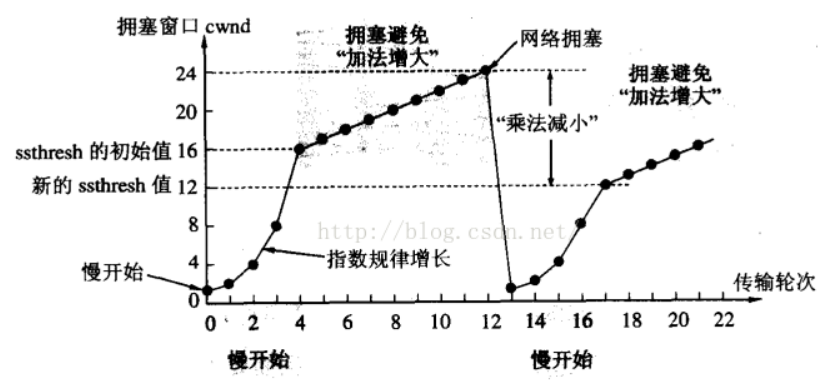 拥塞窗口 cwnd
拥塞避免
“加法增大”
网络拥塞
拥塞避免
“加法增大”
24
20
“乘法减小”
ssthresh 的初始值 16
新的 ssthresh 值 12
8
http://blog.csdn.net/
4
指数规律增长
慢开始
0
传输轮次
0 2 4 6 8 10 12 14 16 18 20 22
慢开始
慢开始